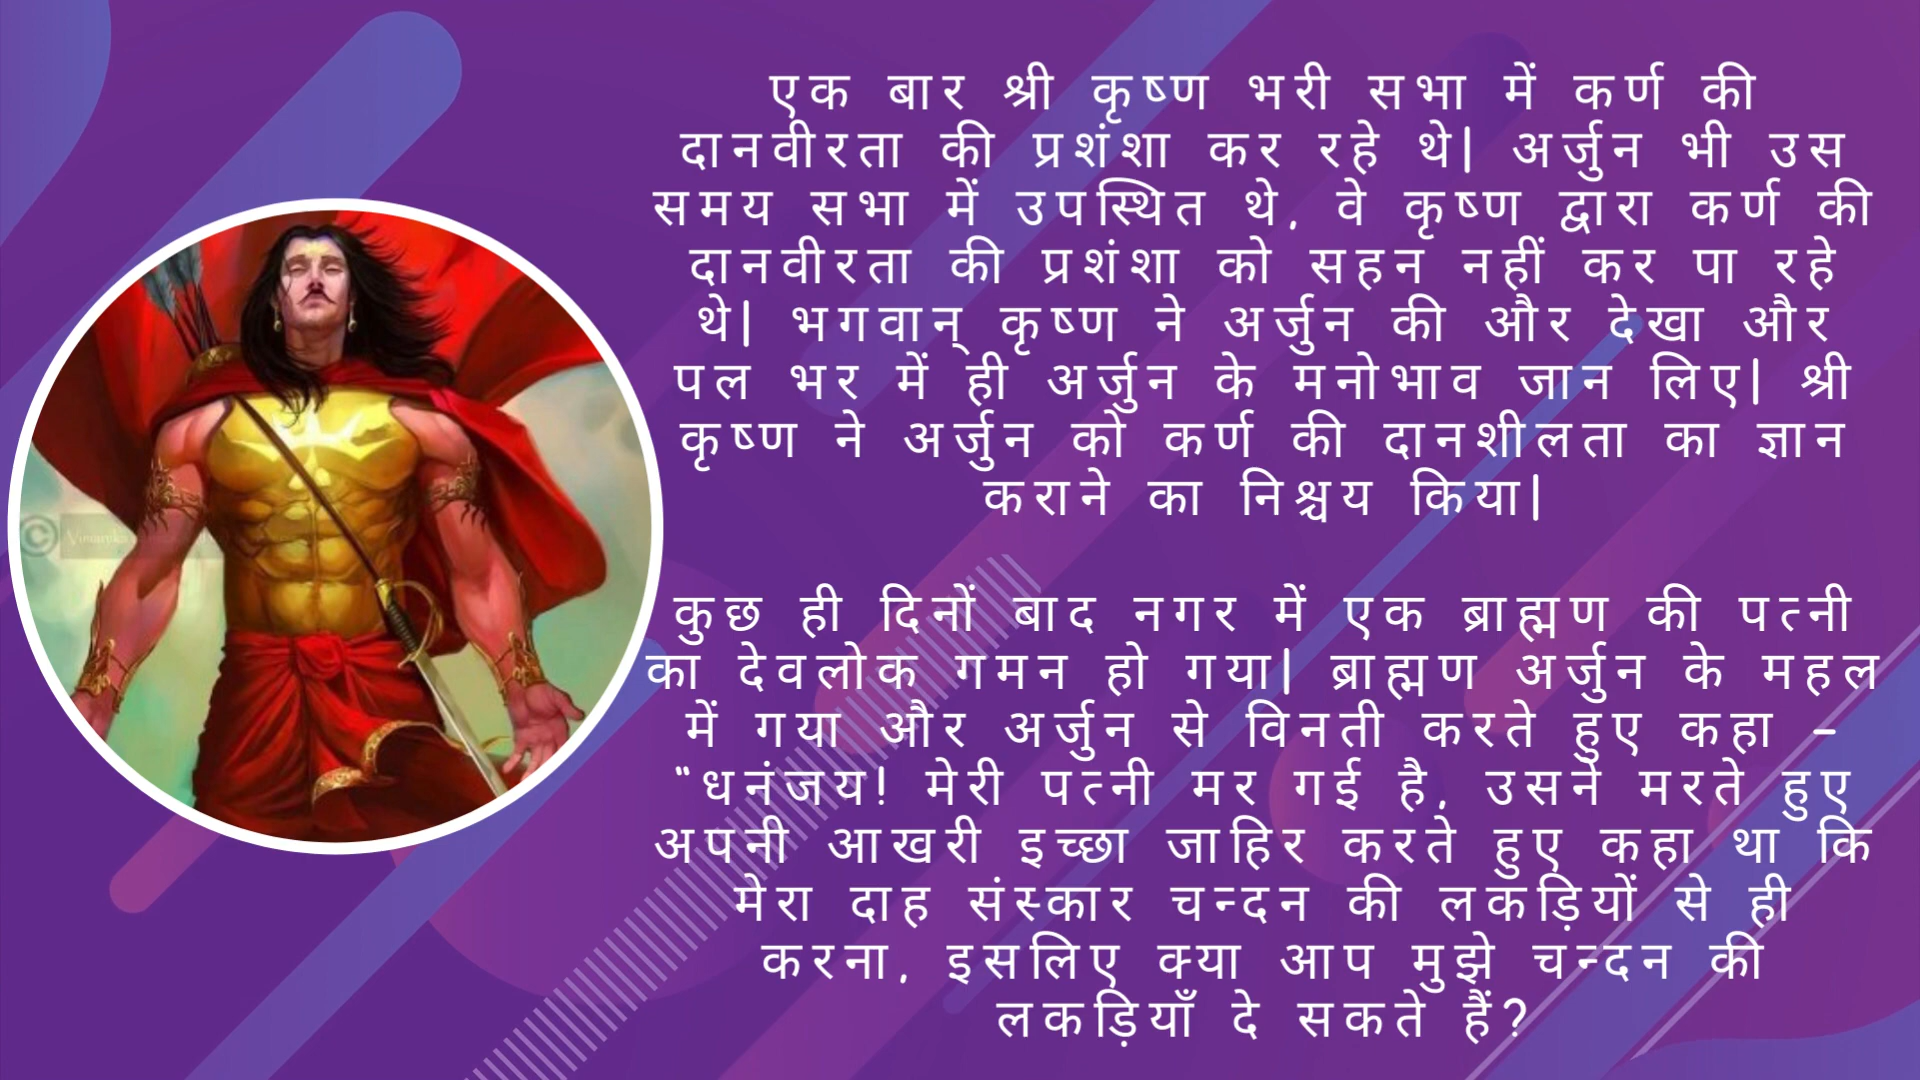 एक बार श्री कृष्ण भरी सभा में कर्ण की
दानवीरता की प्रशंशा कर रहे थे| अर्जुन भी उस
समय सभा में उपस्थित थे, वे कृष्ण द्वारा कर्ण की
दानवीरता की प्रशंशा को सहन नहीं कर पा रहे
थे| भगवान् कृष्ण ने अर्जुन की और देखा और
पल भर में ही अर्जुन के मनोभाव जान लिए| श्री
कृष्ण ने अर्जुन को कर्ण की दानशीलता का ज्ञान
कराने का निश्चय किया|
कुछ ही दिनों बाद नगर में एक ब्राह्मण की पत्नी
का देवलोक गमन हो गया| ब्राह्मण अर्जुन के महल
में गया और अर्जुन से विनती करते हुए कहा –
"धनंजय! मेरी पत्नी मर गई है, उसने मरते हुए
अपनी आखरी इच्छा जाहिर करते हुए कहा था कि
मेरा दाह संस्कार चन्दन की लकड़ियों से ही
करना, इसलिए क्या आप मुझे चन्दन की
लकड़ियाँ दे सकते हैं?